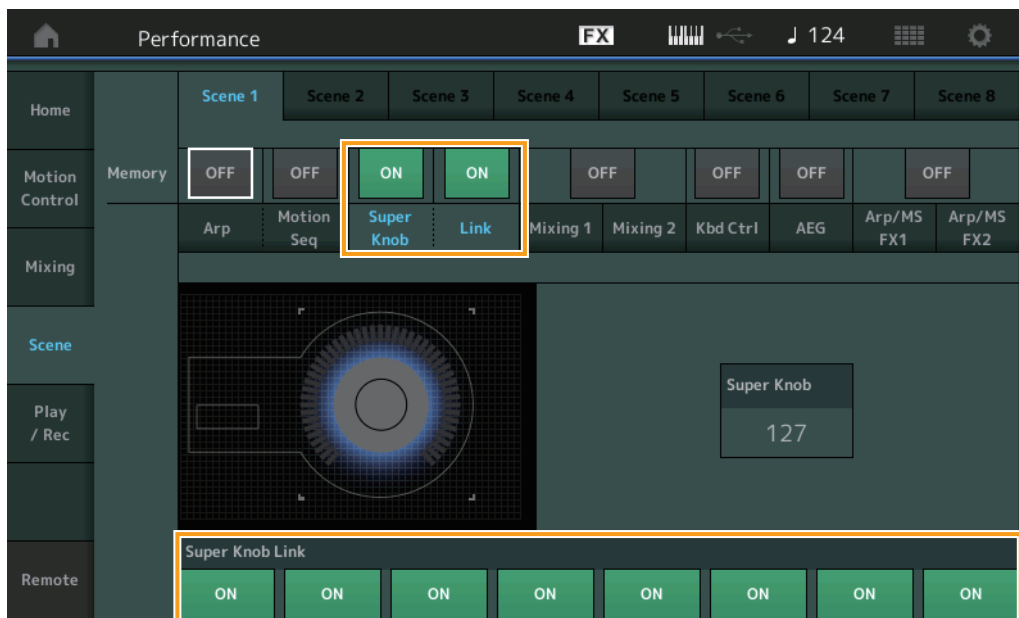 Performance FX 124
Home
Motion
Control
Mixing
Scene
Play
/ Rec
Remote
Scene 1 Scene 2 Scene 3 Scene 4 Scene 5 Scene 6 Scene 7 Scene 8
Memory OFF OFF ON ON OFF OFF OFF OFF
Arp Motion Seq Super Knob Link Mixing 1 Mixing 2 Kbd Ctrl AEG Arp/MS FX1 Arp/MS FX2
Super Knob
127
Super Knob Link
ON ON ON ON ON ON ON ON